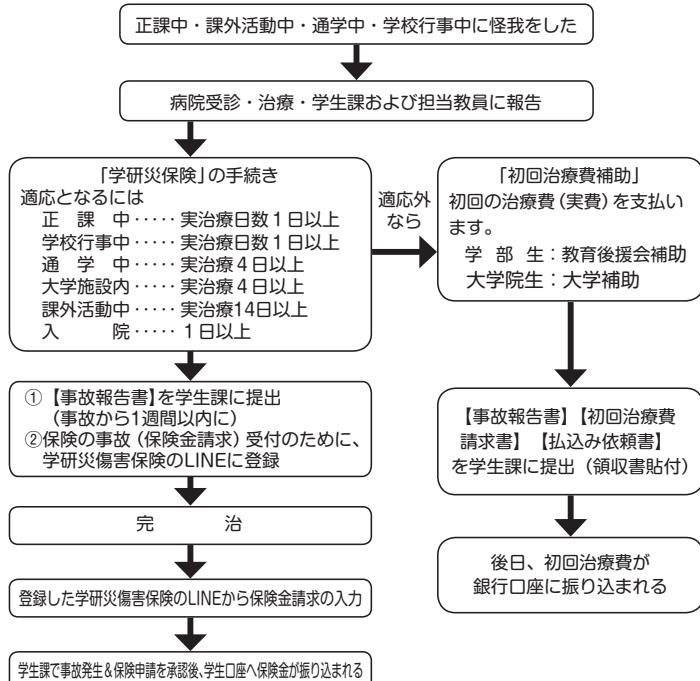 正課中・課外活動中・通学中・学校行事中に怪我をした
病院受診・治療・学生課および担当教員に報告
「学研災保険」の手続き
適応となるには
正　課　中‥‥‥実治療日数１日以上
学校行事中‥‥‥実治療日数１日以上
通　学　中‥‥‥実治療４日以上
大学施設内‥‥‥実治療４日以上
課外活動中‥‥‥実治療14日以上
入　　　院‥‥‥１日以上
適応外
なら
「初回治療費補助」
初回の治療費（実費）を支払い
ます。
学　部　生：教育後援会補助
大学院生：大学補助
①【事故報告書】を学生課に提出
（事故から1週間以内に）
②保険の事故（保険金請求）受付のために、
学研災傷害保険のLINEに登録
完　　　治
登録した学研災傷害保険のLINEから保険金請求の入力
学生課で事故発生＆保険申請を承認後、学生口座へ保険金が振り込まれる
【事故報告書】【初回治療費
請求書】【払込み依頼書】
を学生課に提出（領収書貼付）
後日、初回治療費が
銀行口座に振り込まれる